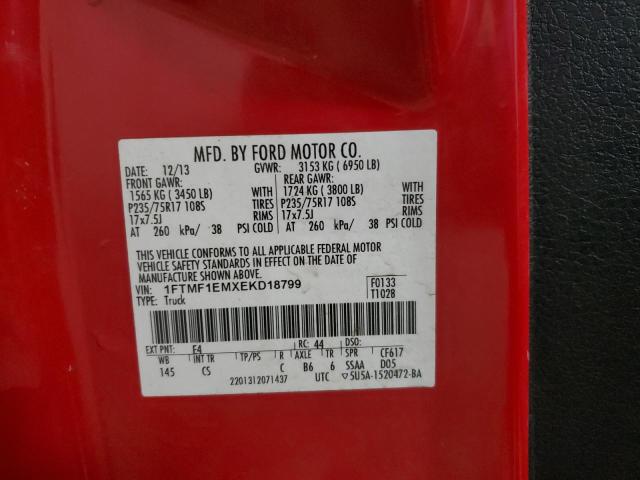 MFD. BY FORD MOTOR CO.
DATE: 12/13 GVWR: 3153 KG ( 6950 LB)
FRONT GAWR: REAR GAWR:
1565 KG ( 3450 LB) WITH 1724 KG ( 3800 LB) WITH
P235/75R17 108S TIRES P235/75R17 108S TIRES
17x7.5J RIMS 17x7.5J RIMS
AT 260 kPa/ 38 PSI COLD AT 260 kPa/ 38 PSI COLD
THIS VEHICLE CONFORMS TO ALL APPLICABLE FEDERAL MOTOR
VEHICLE SAFETY STANDARDS IN EFFECT ON THE DATE OF
MANUFACTURE SHOWN ABOVE.
VIN: 1FTMF1EMXEKD18799 F0133
TYPE: Truck T1028
EXT PNT: E4 RC: 44 DSO:
WB INT TR TP/PS R AXLE TR SPR CF617
145 CS C B6 6 SSAA D05
2201312071437 UTC ▽5U5A-1520472-BA